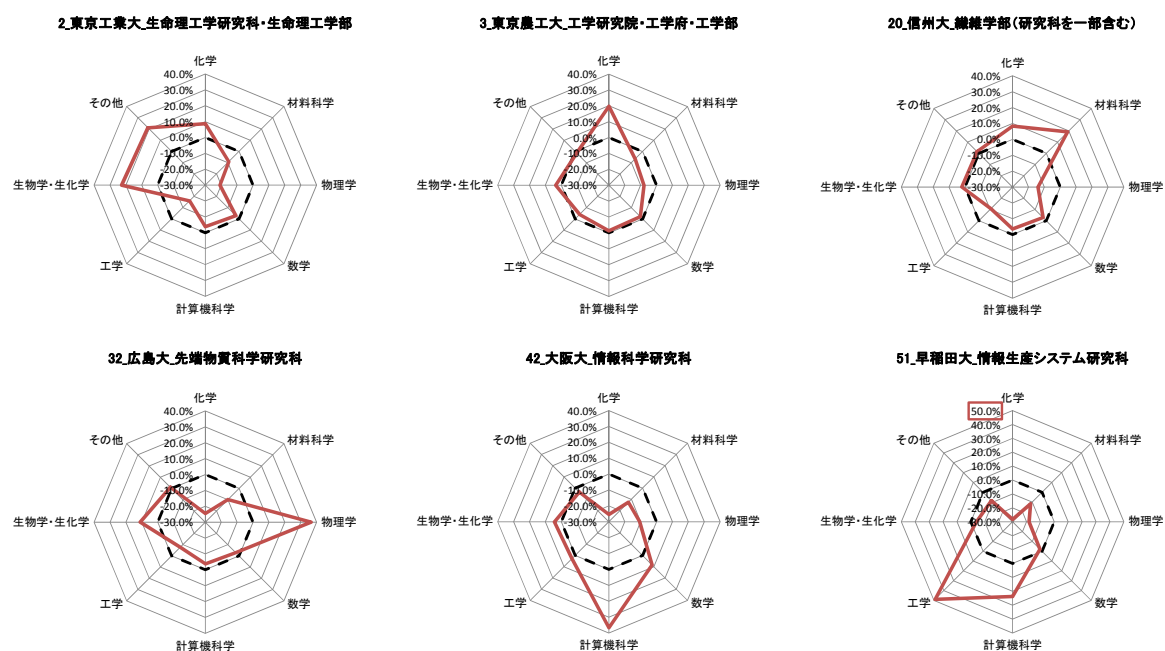 2_東京工業大_生命理工学研究科・生命理工学部
化学
40.0%
30.0%
20.0%
10.0%
0.0%
-10.0%
-20.0%
-30.0%
材料科学
物理学
数学
計算機科学
工学
生物学・生化学
その他
3_東京農工大_工学研究院・工学府・工学部
化学
40.0%
30.0%
20.0%
10.0%
0.0%
-10.0%
-20.0%
-30.0%
材料科学
物理学
数学
計算機科学
工学
生物学・生化学
その他
20_信州大_繊維学部（研究科を一部含む）
化学
40.0%
30.0%
20.0%
10.0%
0.0%
-10.0%
-20.0%
-30.0%
材料科学
物理学
数学
計算機科学
工学
生物学・生化学
その他
32_広島大_先端物質科学研究科
化学
40.0%
30.0%
20.0%
10.0%
0.0%
-10.0%
-20.0%
-30.0%
材料科学
物理学
数学
計算機科学
工学
生物学・生化学
その他
42_大阪大_情報科学研究科
化学
40.0%
30.0%
20.0%
10.0%
0.0%
-10.0%
-20.0%
-30.0%
材料科学
物理学
数学
計算機科学
工学
生物学・生化学
その他
51_早稲田大_情報生産システム研究科
化学
50.0%
40.0%
30.0%
20.0%
10.0%
0.0%
-10.0%
-20.0%
-30.0%
材料科学
物理学
数学
計算機科学
工学
生物学・生化学
その他